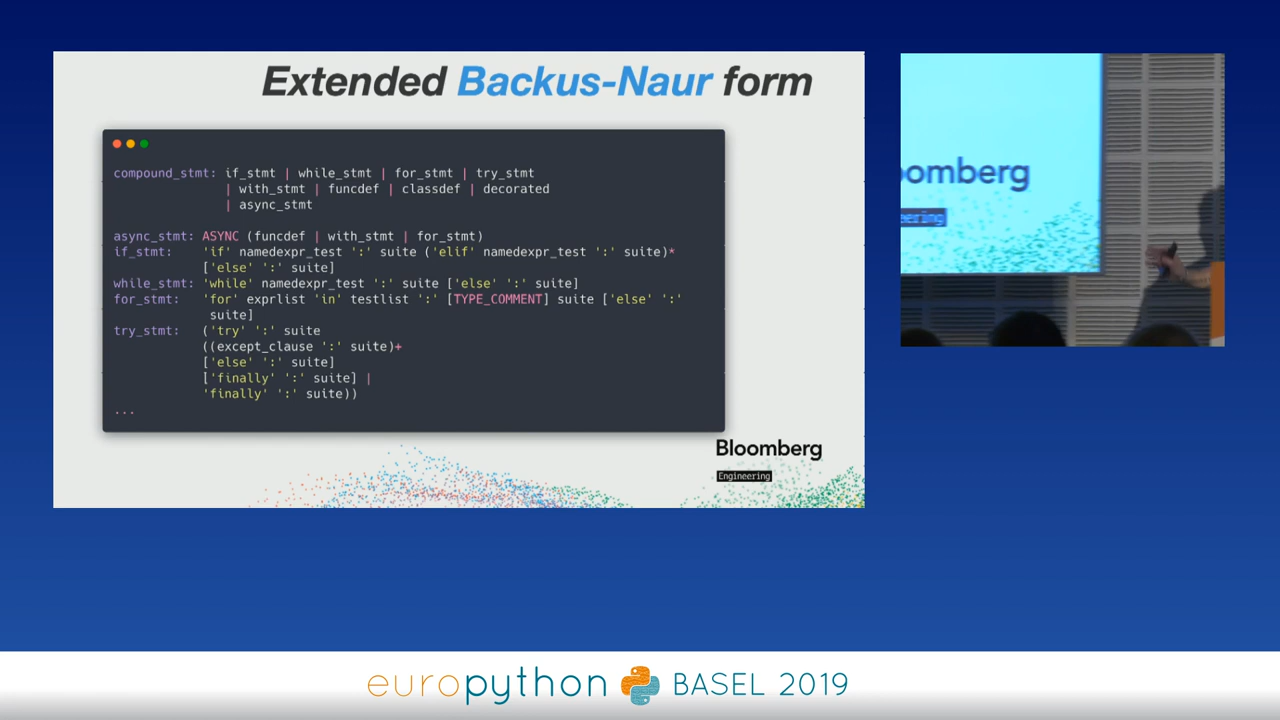 Extended Backus-Naur form
compound_stmt: if_stmt | while_stmt | for_stmt | try_stmt
| with_stmt | funcdef | classdef | decorated
| async_stmt
async_stmt: ASYNC (funcdef | with_stmt | for_stmt)
if_stmt: 'if' namedexpr_test ':' suite ('elif' namedexpr_test ':' suite)*
['else' ':' suite]
while_stmt: 'while' namedexpr_test ':' suite ['else' ':' suite]
for_stmt: 'for' exprlist 'in' testlist ':' [TYPE_COMMENT] suite ['else' ':'
suite]
try_stmt: ('try' ':' suite
((except_clause ':' suite)+
['else' ':' suite]
['finally' ':' suite] |
'finally' ':' suite))
...
Bloomberg
Engineering
oomberg
eering
europython BASEL 2019